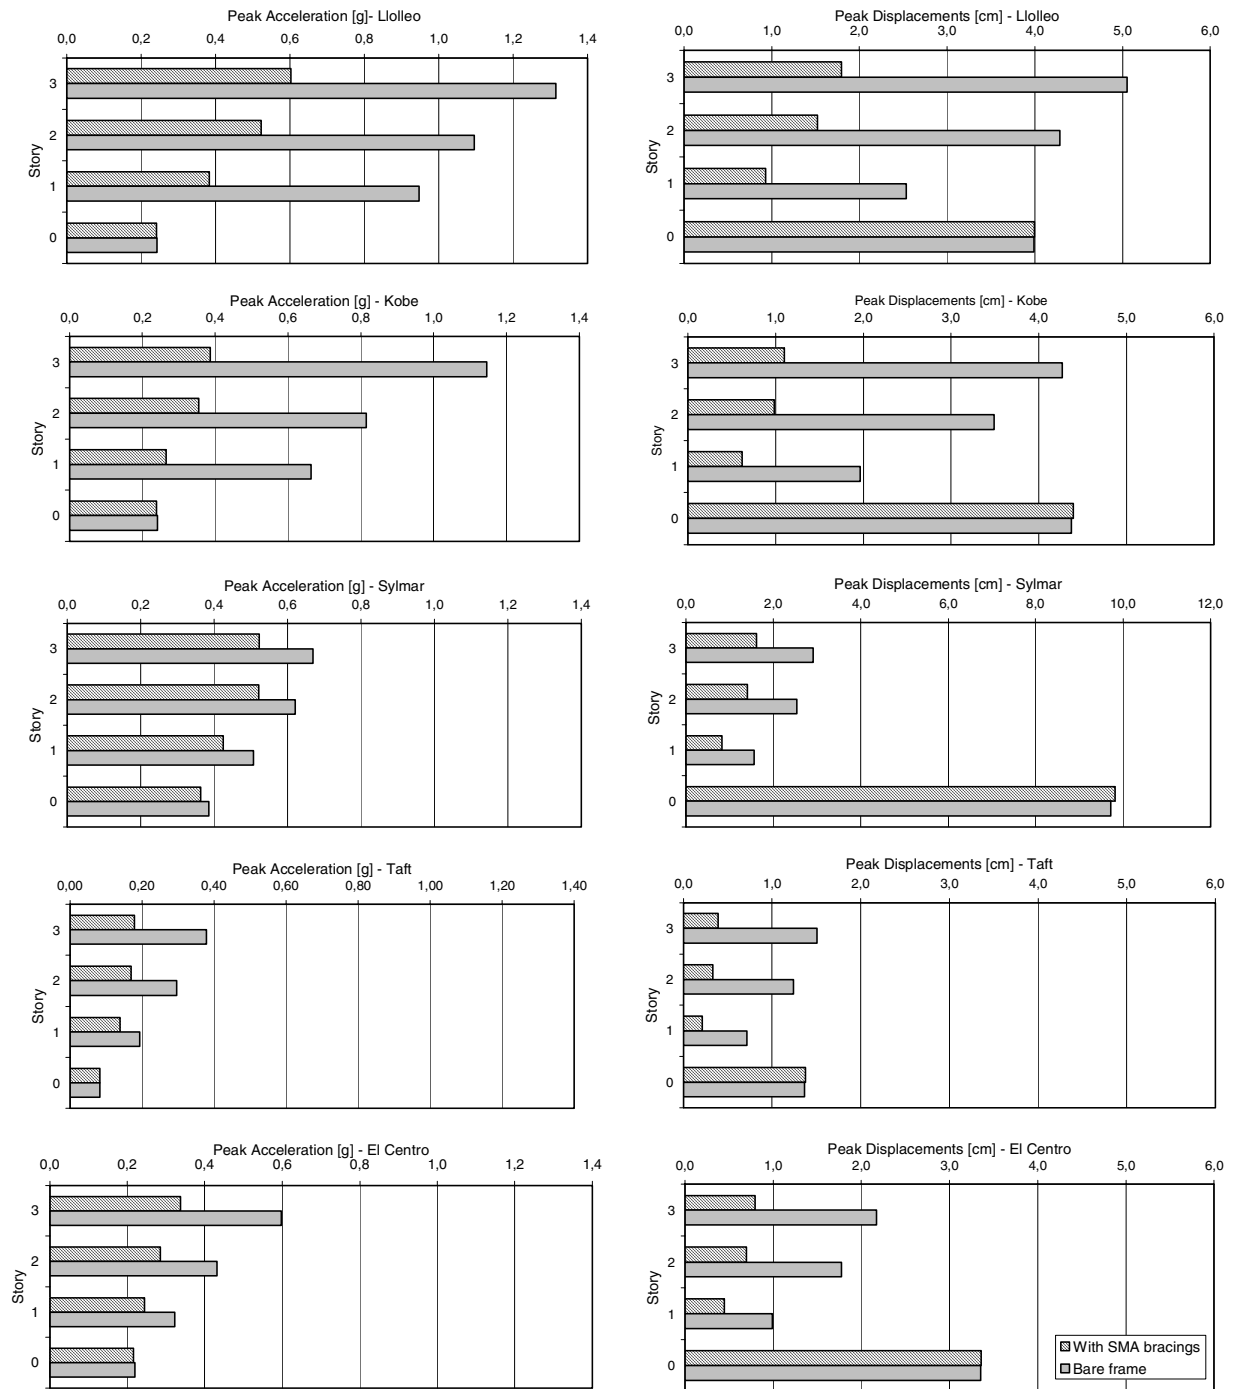 Peak Acceleration [g]- Llolleo
0,0 0,2 0,4 0,6 0,8 1,0 1,2 1,4
3
2
1
0
Story
Peak Displacements [cm] - Llolleo
0,0 1,0 2,0 3,0 4,0 5,0 6,0
3
2
1
0
Story
Peak Acceleration [g] - Kobe
0,0 0,2 0,4 0,6 0,8 1,0 1,2 1,4
3
2
1
0
Story
Peak Displacements [cm] - Kobe
0,0 1,0 2,0 3,0 4,0 5,0 6,0
3
2
1
0
Story
Peak Acceleration [g] - Sylmar
0,0 0,2 0,4 0,6 0,8 1,0 1,2 1,4
3
2
1
0
Story
Peak Displacements [cm] - Sylmar
0,0 2,0 4,0 6,0 8,0 10,0 12,0
3
2
1
0
Story
Peak Acceleration [g] - Taft
0,00 0,20 0,40 0,60 0,80 1,00 1,20 1,40
3
2
1
0
Story
Peak Displacements [cm] - Taft
0,0 1,0 2,0 3,0 4,0 5,0 6,0
3
2
1
0
Story
Peak Acceleration [g] - El Centro
0,0 0,2 0,4 0,6 0,8 1,0 1,2 1,4
3
2
1
0
Story
Peak Displacements [cm] - El Centro
0,0 1,0 2,0 3,0 4,0 5,0 6,0
3
2
1
0
Story
With SMA bracings
Bare frame